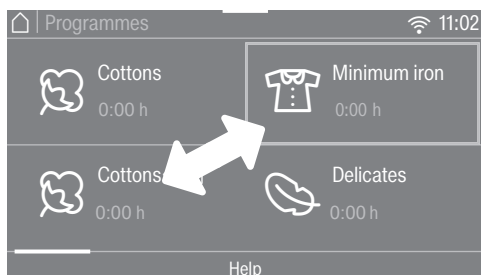 Programmes 11:02
Cottons
0:00 h
Minimum iron
0:00 h
Cottons
0:00 h
Delicates
0:00 h
Help